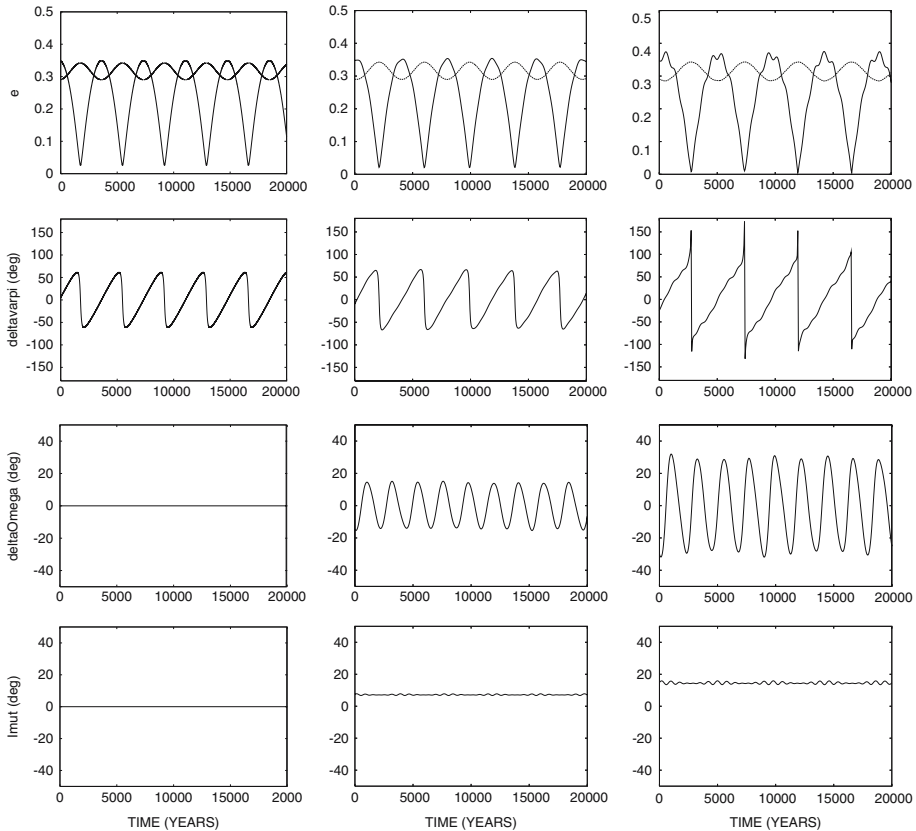 0.5 0.5 0.5
0.4 0.4 0.4
e 0.3 0.3 0.3
0.2 0.2 0.2
0.1 0.1 0.1
0 0 0
0 5000 10000 15000 20000 0 5000 10000 15000 20000 0 5000 10000 15000 20000
deltavarpi (deg)
150 150 150
100 100 100
50 50 50
0 0 0
-50 -50 -50
-100 -100 -100
-150 -150 -150
0 5000 10000 15000 20000 0 5000 10000 15000 20000 0 5000 10000 15000 20000
deltaOmega (deg)
40 40 40
20 20 20
0 0 0
-20 -20 -20
-40 -40 -40
0 5000 10000 15000 20000 0 5000 10000 15000 20000 0 5000 10000 15000 20000
Imut (deg)
40 40 40
20 20 20
0 0 0
-20 -20 -20
-40 -40 -40
0 5000 10000 15000 20000 0 5000 10000 15000 20000 0 5000 10000 15000 20000
TIME (YEARS) TIME (YEARS) TIME (YEARS)